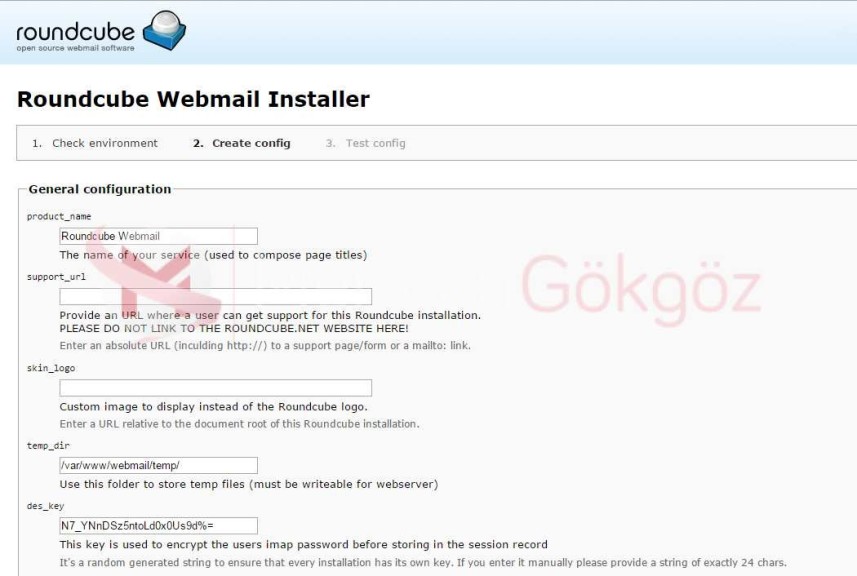 roundcube
open source webmail software
Roundcube Webmail Installer
1. Check environment 2. Create config 3. Test config
General configuration
product_name
Roundcube Webmail
The name of your service (used to compose page titles)
support_url
Provide an URL where a user can get support for this Roundcube installation.
PLEASE DO NOT LINK TO THE ROUNDCUBE.NET WEBSITE HERE!
Enter an absolute URL (inculding http://) to a support page/form or a mailto: link.
Gökgöz
skin_logo
Custom image to display instead of the Roundcube logo.
Enter a URL relative to the document root of this Roundcube installation.
temp_dir
/var/www/webmail/temp/
Use this folder to store temp files (must be writeable for webserver)
des_key
N7_YNnDSz5ntoLd0x0Us9d%=
This key is used to encrypt the users imap password before storing in the session record
It's a random generated string to ensure that every installation has its own key. If you enter it manually please provide a string of exactly 24 chars.